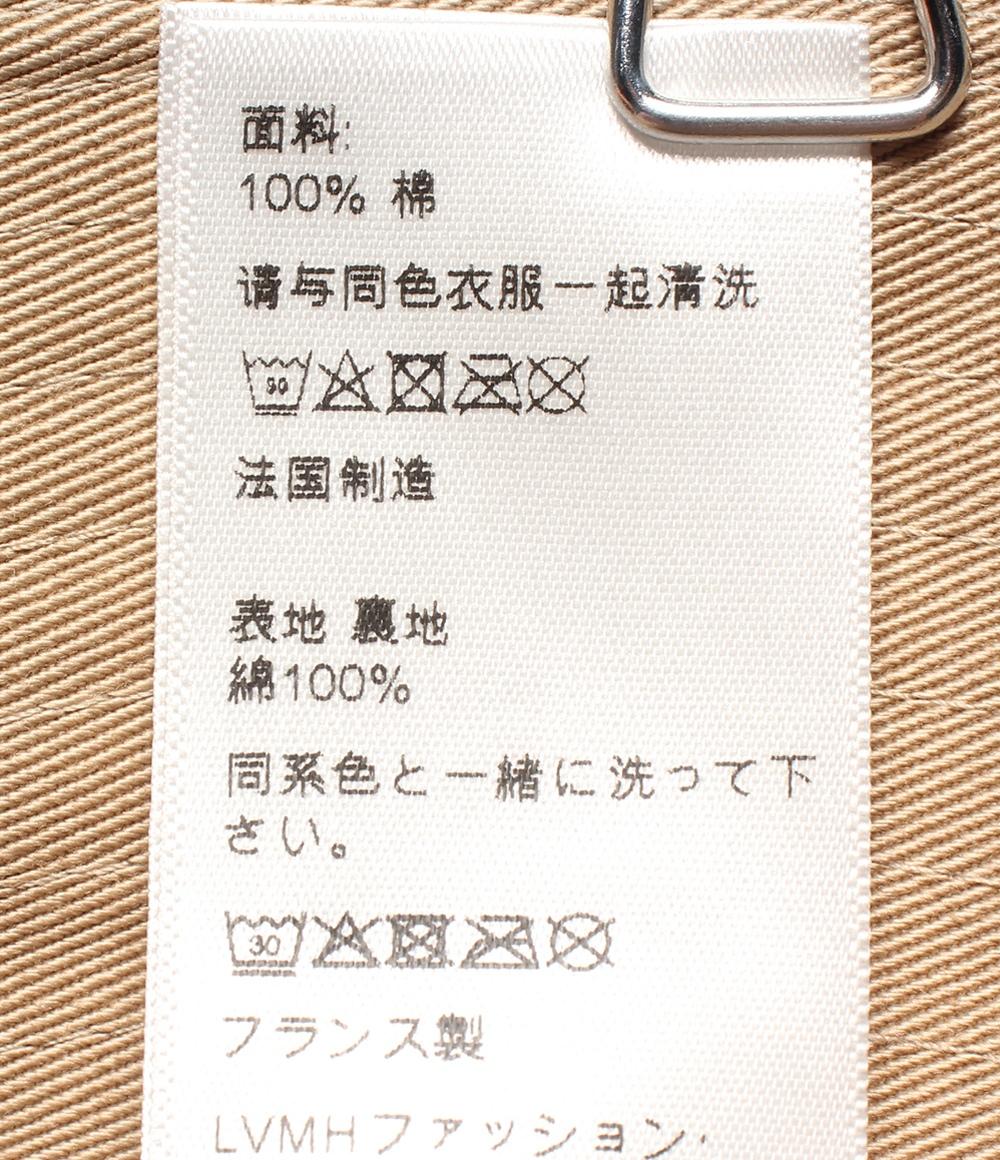 面料:
100% 棉
请与同色衣服一起清洗
30
法国制造
表地 裏地
綿100%
同系色と一緒に洗って下
さい。
30
フランス製
LVMHファッション·